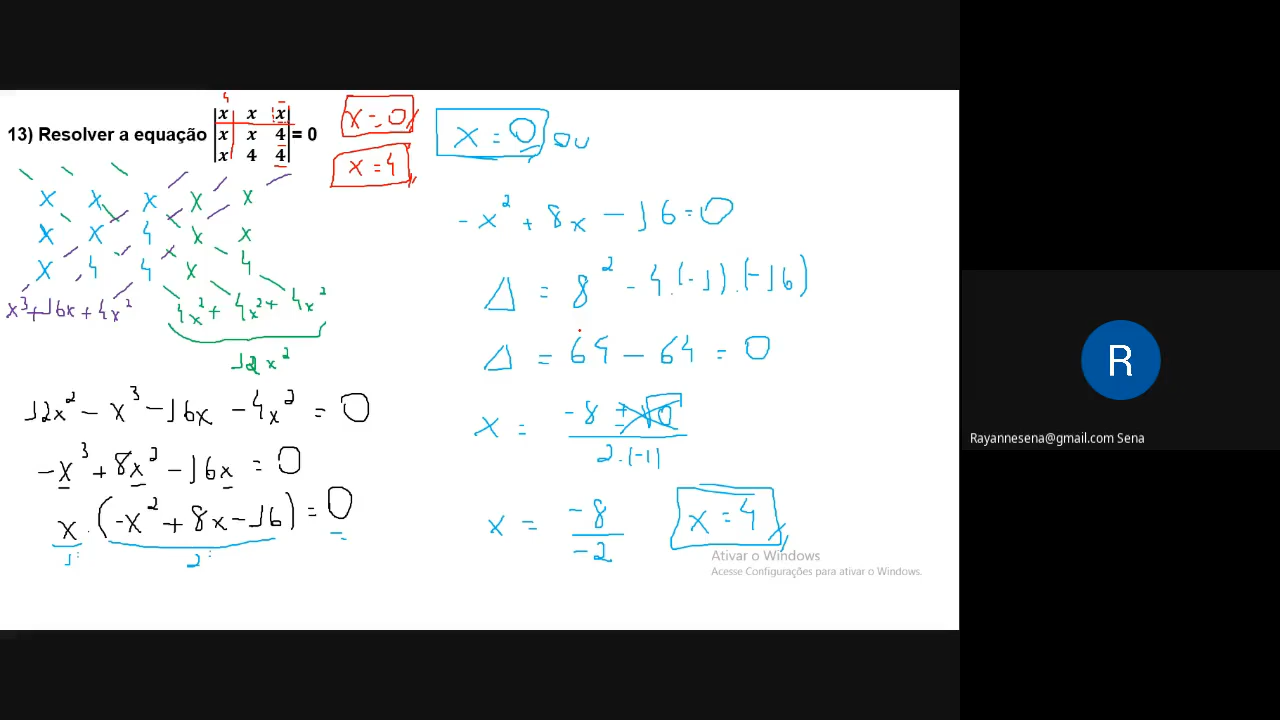 13) Resolver a equação |x x x| = 0
|x x 4|
|x 4 4|
4
x = 0
x = 4
x x x x x
x x 4 x x
x 4 4 x 4
x³ + 16x + 4x²
4x² + 4x² + 4x²
12x²
12x² - x³ - 16x - 4x² = 0
-x³ + 8x² - 16x = 0
x · (-x² + 8x - 16) = 0
1º 2º
x = 0 ou
-x² + 8x - 16 = 0
Δ = 8² - 4.(-1).(-16)
Δ = 64 - 64 = 0
x = (-8 ± √0) / 2.(-1)
x = -8 / -2
x = 4
Ativar o Windows
Acesse Configurações para ativar o Windows.
R
Rayannesena@gmail.com Sena